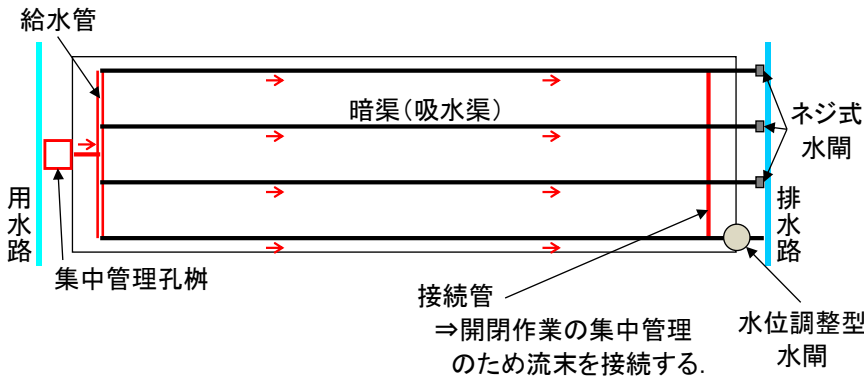 給水管
暗渠（吸水渠）
ネジ式
水閘
用水路
排水路
集中管理孔桝
接続管
⇒開閉作業の集中管理
のため流末を接続する.
水位調整型
水閘